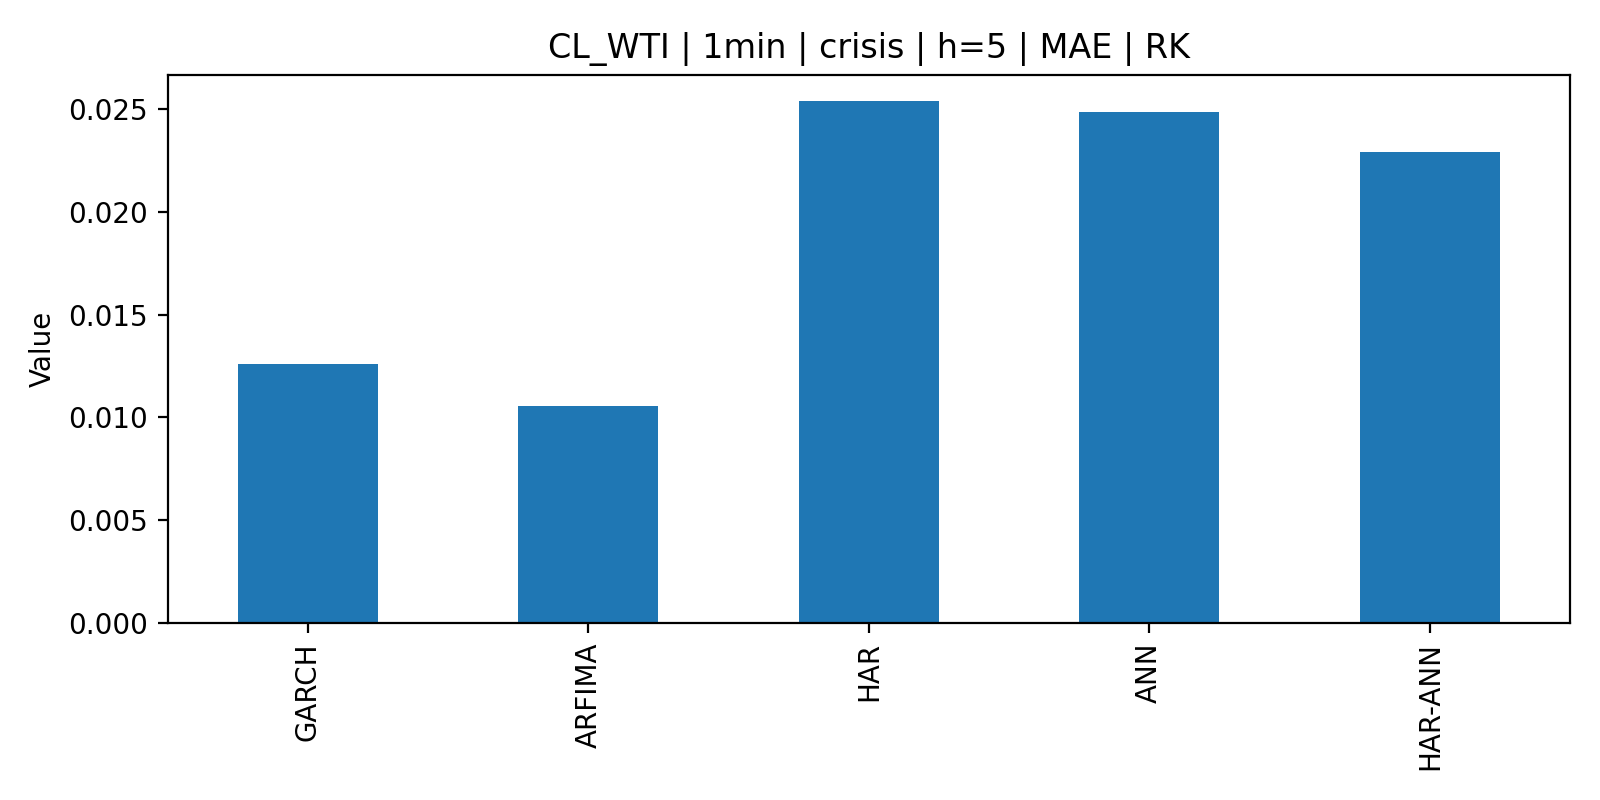 CL_WTI | 1min | crisis | h=5 | MAE | RK
Value
0.025
0.020
0.015
0.010
0.005
0.000
GARCH
ARFIMA
HAR
ANN
HAR-ANN